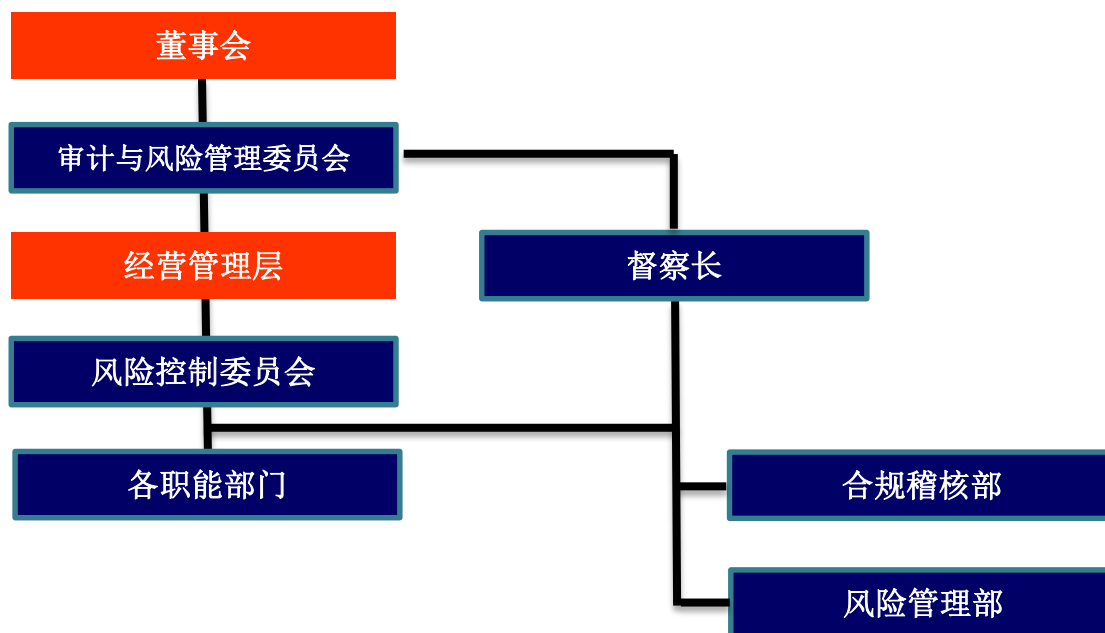 董事会
审计与风险管理委员会
经营管理层
督察长
风险控制委员会
各职能部门
合规稽核部
风险管理部